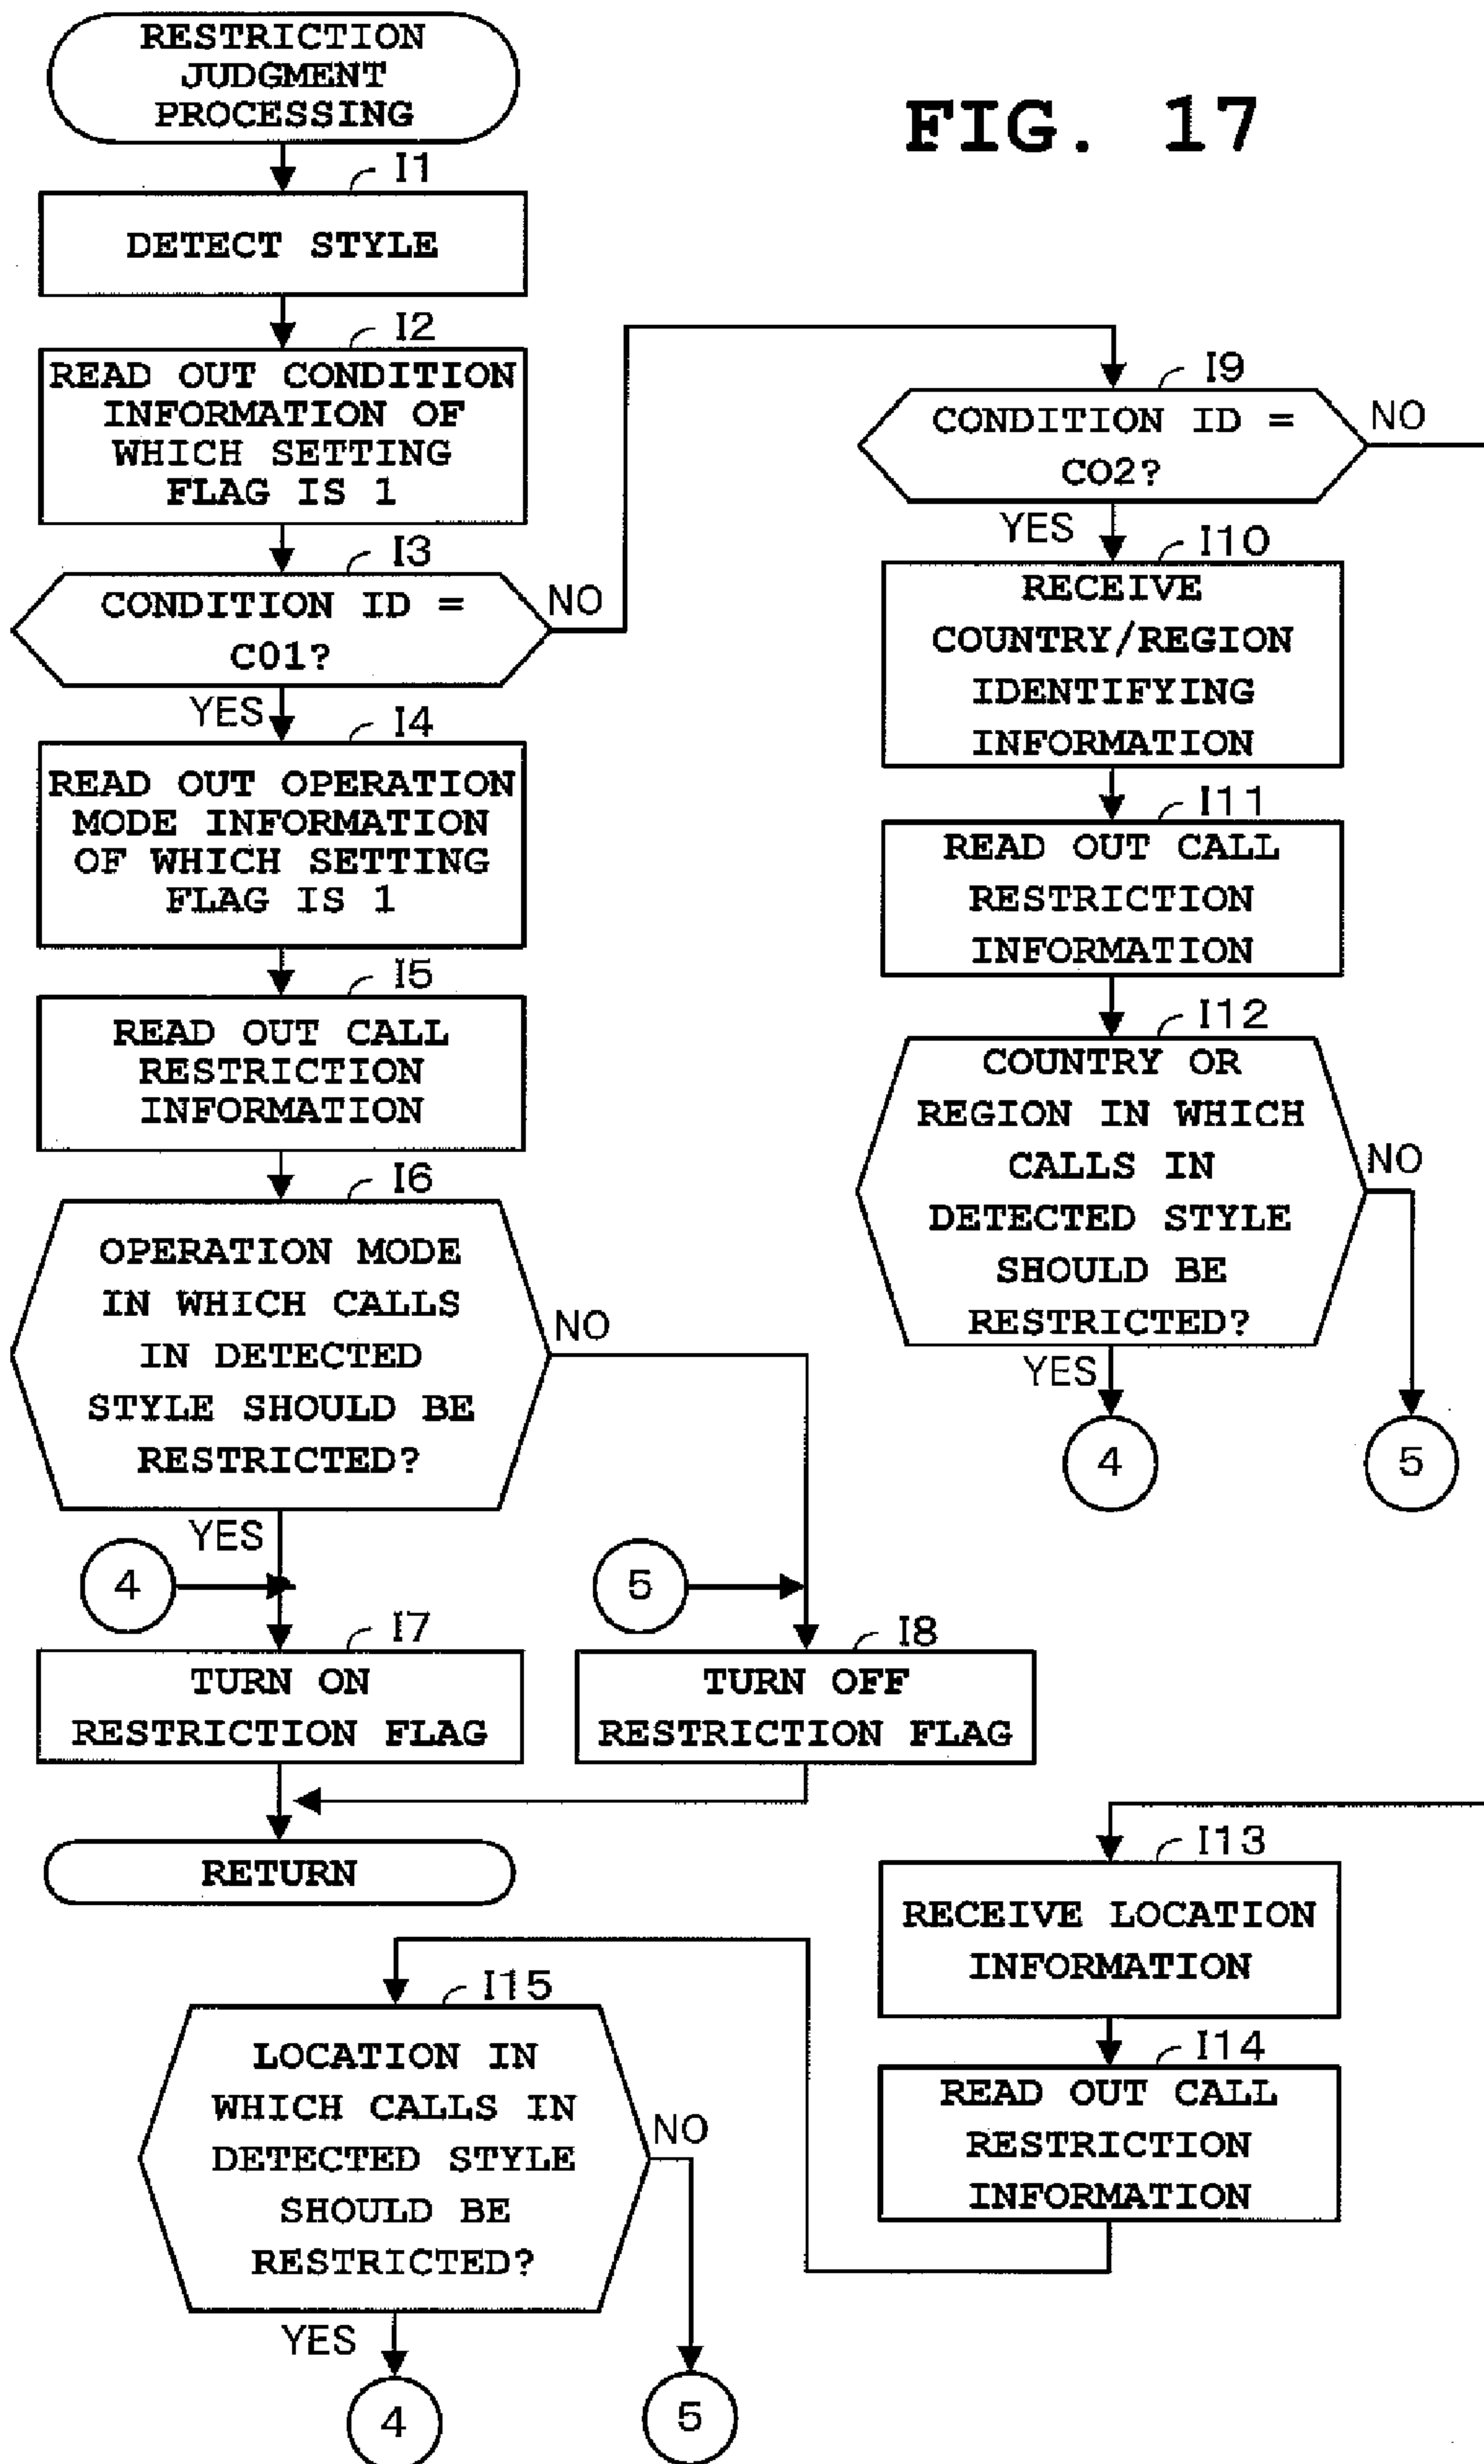 RESTRICTION
JUDGMENT
PROCESSING
FIG. 17
I1
DETECT STYLE
I2
READ OUT CONDITION
INFORMATION OF
WHICH SETTING
FLAG IS 1
I3
CONDITION ID =
C01?
NO
YES
I4
READ OUT OPERATION
MODE INFORMATION
OF WHICH SETTING
FLAG IS 1
I5
READ OUT CALL
RESTRICTION
INFORMATION
I6
OPERATION MODE
IN WHICH CALLS
IN DETECTED
STYLE SHOULD BE
RESTRICTED?
NO
YES
4
5
I7
TURN ON
RESTRICTION FLAG
I8
TURN OFF
RESTRICTION FLAG
RETURN
I9
CONDITION ID =
CO2?
NO
YES
I10
RECEIVE
COUNTRY/REGION
IDENTIFYING
INFORMATION
I11
READ OUT CALL
RESTRICTION
INFORMATION
I12
COUNTRY OR
REGION IN WHICH
CALLS IN
DETECTED STYLE
SHOULD BE
RESTRICTED?
NO
YES
4
5
I13
RECEIVE LOCATION
INFORMATION
I14
READ OUT CALL
RESTRICTION
INFORMATION
I15
LOCATION IN
WHICH CALLS IN
DETECTED STYLE
SHOULD BE
RESTRICTED?
NO
YES
4
5